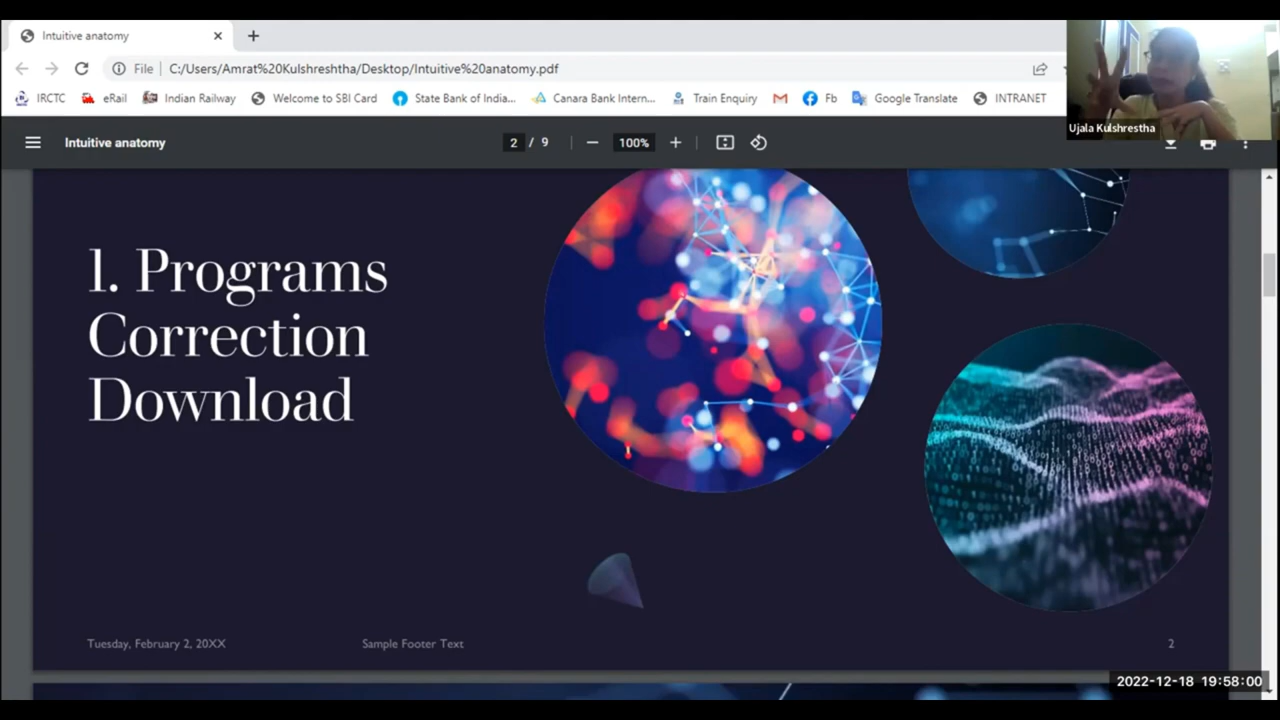 Intuitive anatomy
File
C:/Users/Amrat%20Kulshreshtha/Desktop/Intuitive%20anatomy.pdf
IRCTC eRail Indian Railway Welcome to SBI Card State Bank of India... Canara Bank Intern... Train Enquiry Fb Google Translate INTRANET
Ujala Kulshrestha
Intuitive anatomy 2 / 9 100%
1. Programs
Correction
Download
Tuesday, February 2, 20XX Sample Footer Text 2
2022-12-18 19:58:00